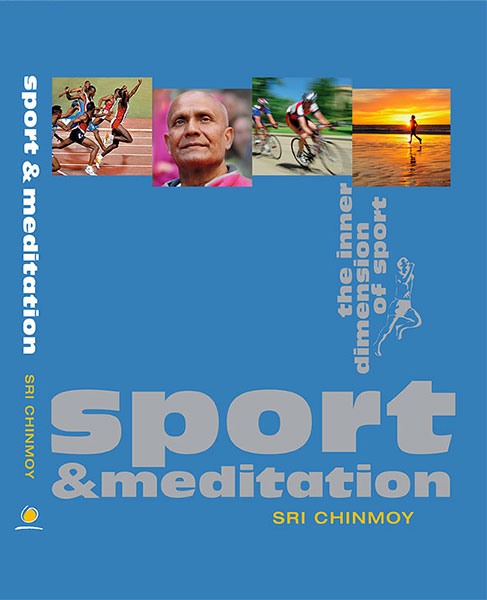 sport & meditation
SRI CHINMOY
the inner
dimension
of sport
sport
&meditation
SRI CHINMOY